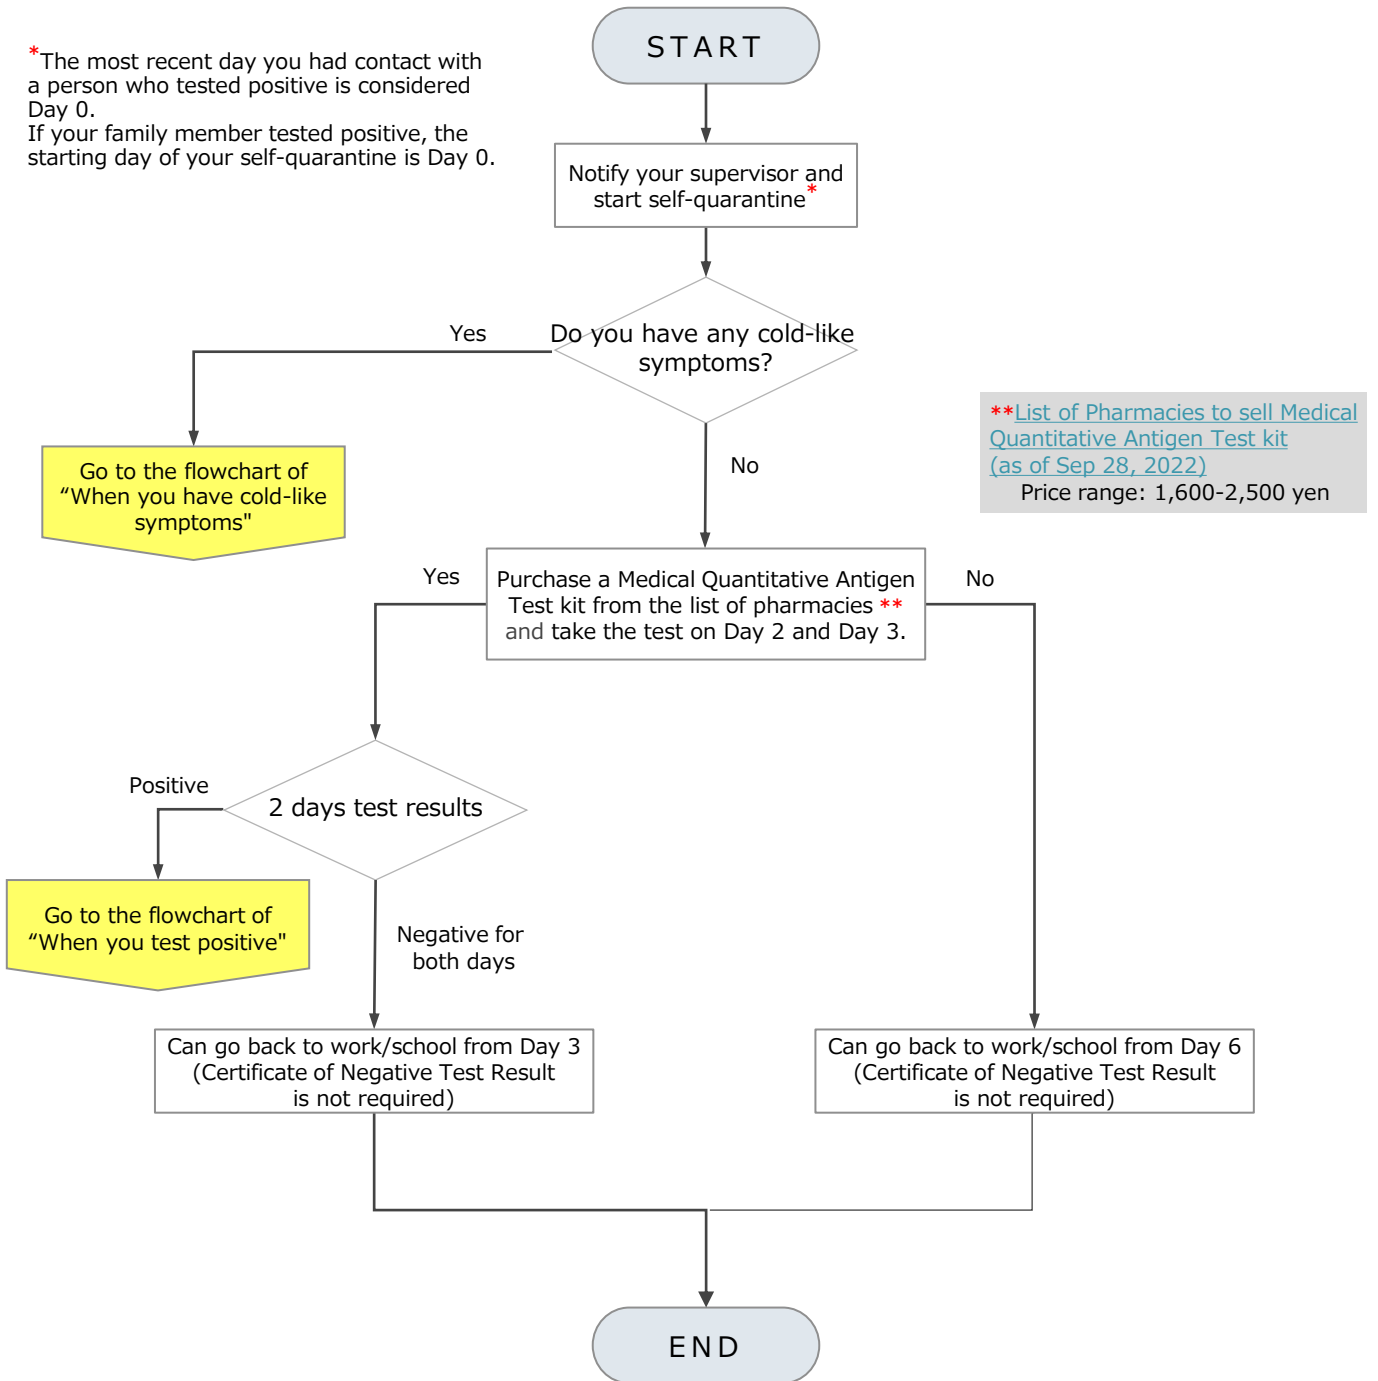 START
*The most recent day you had contact with
a person who tested positive is considered
Day 0.
If your family member tested positive, the
starting day of your self-quarantine is Day 0.
Notify your supervisor and
start self-quarantine*
Yes
Do you have any cold-like
symptoms?
No
**List of Pharmacies to sell Medical
Quantitative Antigen Test kit
(as of Sep 28, 2022)
Price range: 1,600-2,500 yen
Go to the flowchart of
“When you have cold-like
symptoms"
Yes
Purchase a Medical Quantitative Antigen
Test kit from the list of pharmacies **
and take the test on Day 2 and Day 3.
No
Positive
2 days test results
Go to the flowchart of
“When you test positive"
Negative for
both days
Can go back to work/school from Day 3
(Certificate of Negative Test Result
is not required)
Can go back to work/school from Day 6
(Certificate of Negative Test Result
is not required)
END